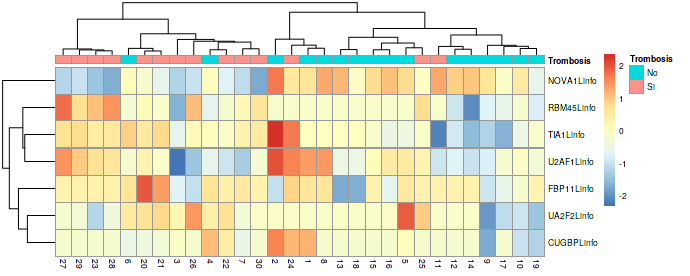 Trombosis
Trombosis
No
Si
2
1
0
-1
-2
NOVA1Linfo
RBM45Linfo
TIA1Linfo
U2AF1Linfo
FBP11Linfo
UA2F2Linfo
CUGBPLinfo
27 29 23 28 6 20 21 3 26 4 22 7 30 2 24 1 8 13 18 15 16 5 25 11 12 14 9 17 10 19